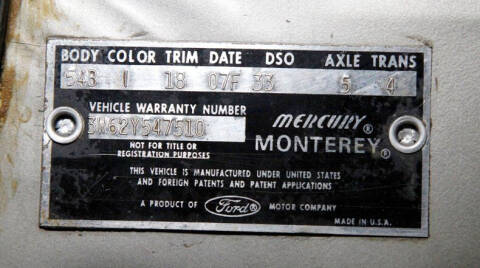 BODY COLOR TRIM DATE DSO AXLE TRANS
54B I 18 07F 33 5 4
VEHICLE WARRANTY NUMBER
3W62Y547510
MERCURY®
MONTEREY®
NOT FOR TITLE OR
REGISTRATION PURPOSES
THIS VEHICLE IS MANUFACTURED UNDER UNITED STATES
AND FOREIGN PATENTS AND PATENT APPLICATIONS
A PRODUCT OF Ford® MOTOR COMPANY
MADE IN U.S.A.